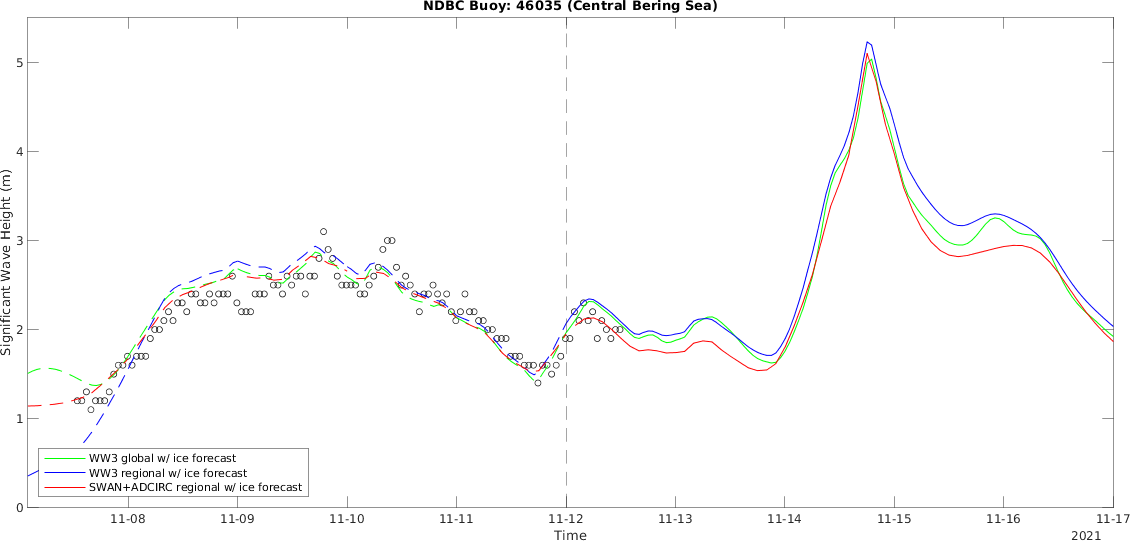 NDBC Buoy: 46035 (Central Bering Sea)
Significant Wave Height (m)
5
4
3
2
1
0
WW3 global w/ ice forecast
WW3 regional w/ ice forecast
SWAN+ADCIRC regional w/ ice forecast
11-08 11-09 11-10 11-11 11-12 11-13 11-14 11-15 11-16 11-17
Time
2021